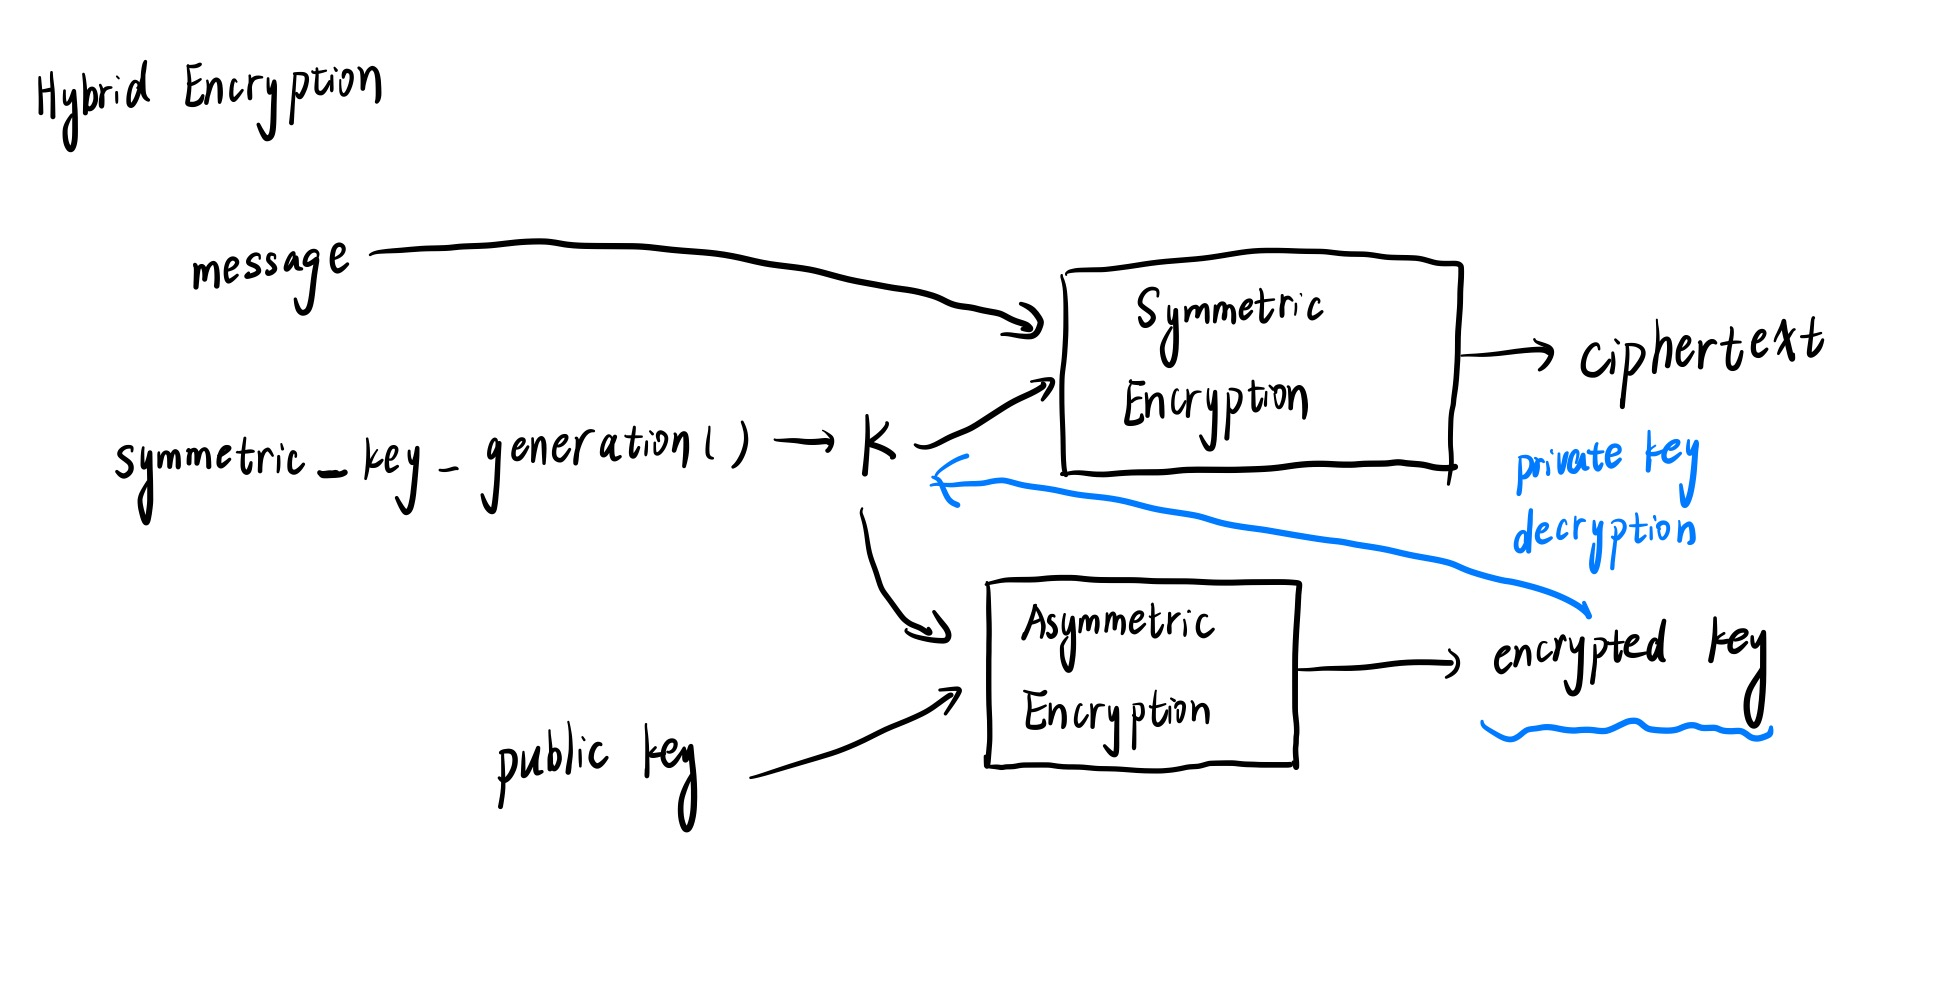 Hybrid Encryption
message
Symmetric
Encryption
ciphertext
symmetric_key_generation()
K
private key
decryption
Asymmetric
Encryption
encrypted key
public key